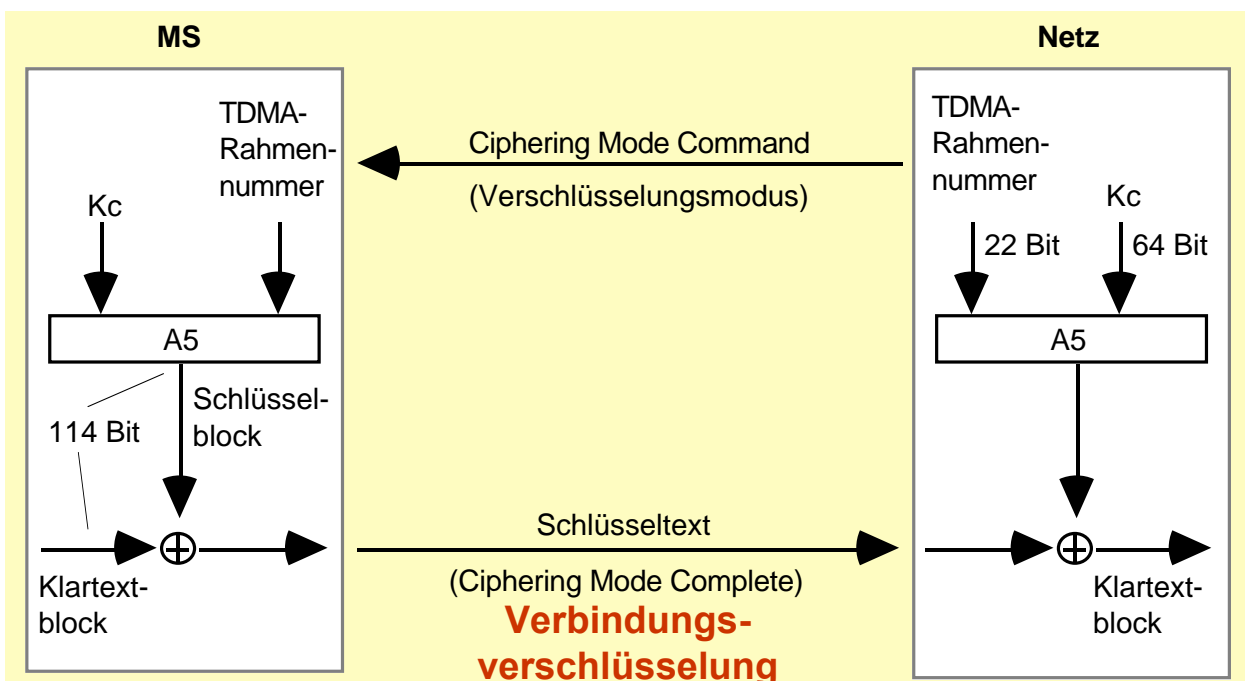 MS
Netz
TDMA-
Rahmen-
nummer
Kc
Ciphering Mode Command
(Verschlüsselungsmodus)
TDMA-
Rahmen-
nummer
Kc
22 Bit
64 Bit
A5
A5
Schlüssel-
block
114 Bit
Klartext-
block
Schlüsseltext
(Ciphering Mode Complete)
Verbindungs-
verschlüsselung
Klartext-
block